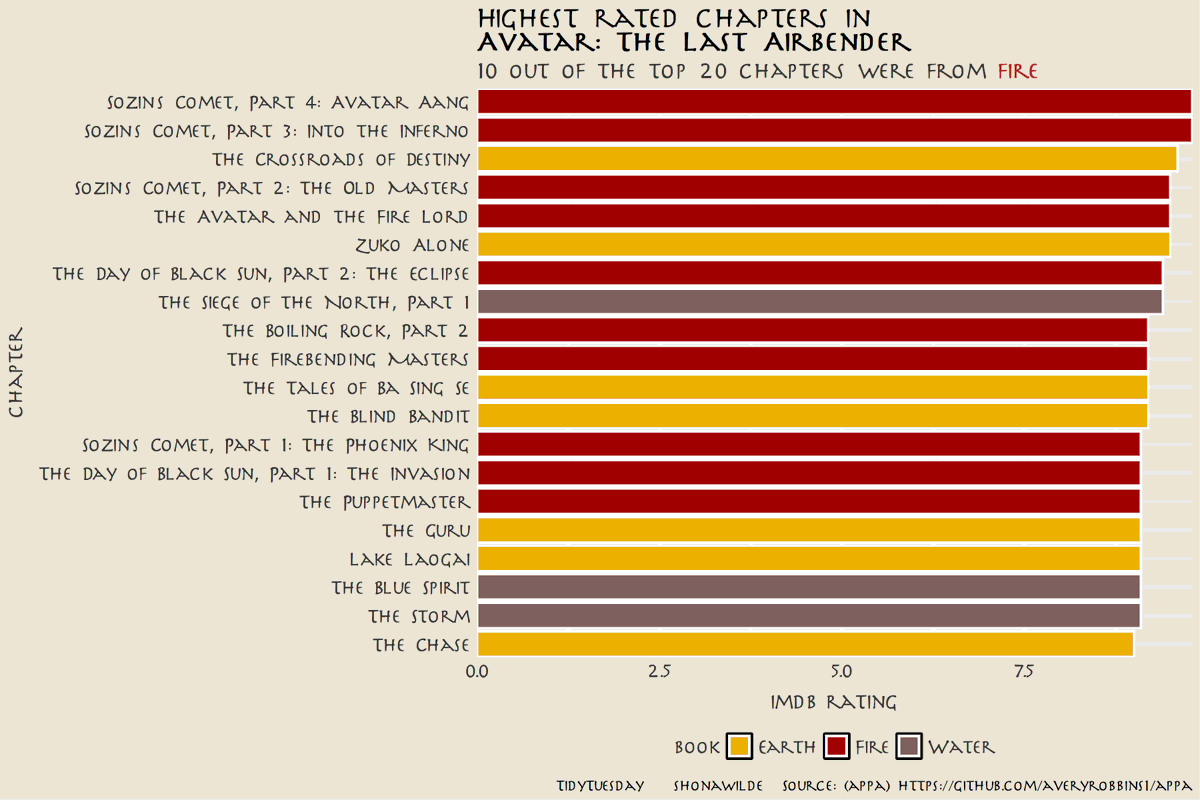 Highest rated chapters in
Avatar: The Last Airbender
10 out of the top 20 chapters were from Fire
Sozins Comet, Part 4: Avatar Aang
Sozins Comet, Part 3: Into the Inferno
The Crossroads of Destiny
Sozins Comet, Part 2: The Old Masters
The Avatar and the Fire Lord
Zuko Alone
The Day of Black Sun, Part 2: The Eclipse
The Siege of the North, Part 1
The Boiling Rock, Part 2
The Firebending Masters
The Tales of Ba Sing Se
The Blind Bandit
Sozins Comet, Part 1: The Phoenix King
The Day of Black Sun, Part 1: The Invasion
The Puppetmaster
The Guru
Lake Laogai
The Blue Spirit
The Storm
The Chase
Chapter
0.0 2.5 5.0 7.5
IMDB rating
Book Earth Fire Water
TidyTuesday shonawilde Source: (appa) https://github.com/averyrobbins1/appa